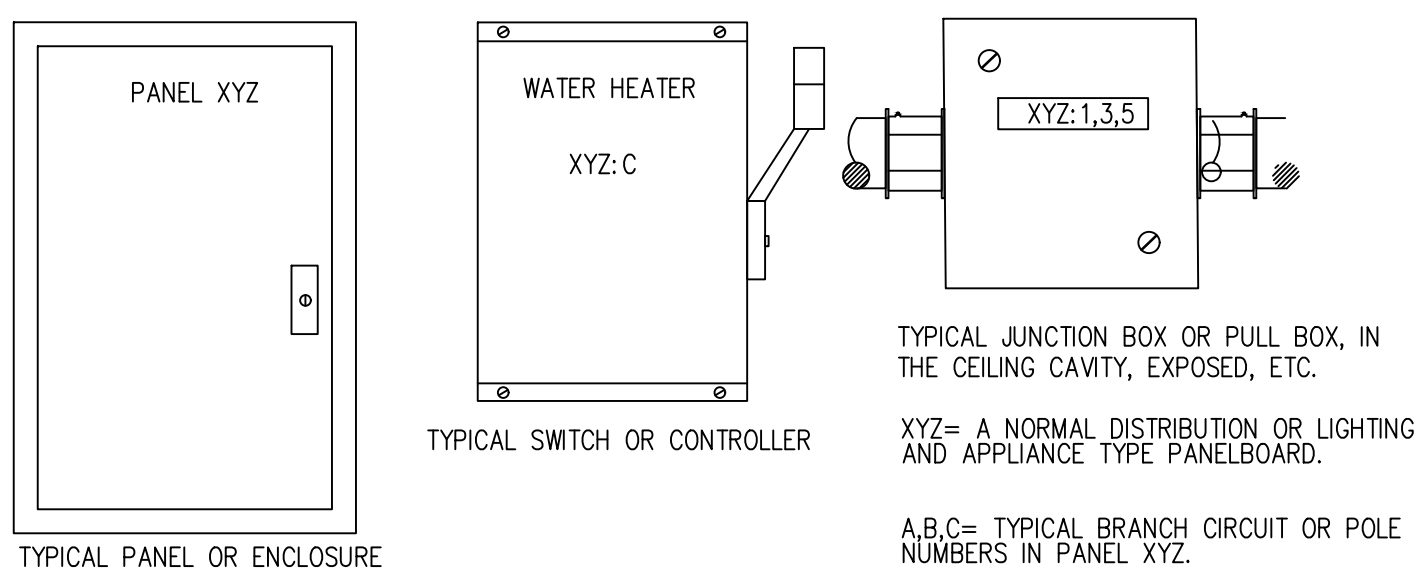 PANEL XYZ
TYPICAL PANEL OR ENCLOSURE
WATER HEATER
XYZ: C
TYPICAL SWITCH OR CONTROLLER
XYZ: 1,3,5
TYPICAL JUNCTION BOX OR PULL BOX, IN
THE CEILING CAVITY, EXPOSED, ETC.
XYZ= A NORMAL DISTRIBUTION OR LIGHTING
AND APPLIANCE TYPE PANELBOARD.
A,B,C= TYPICAL BRANCH CIRCUIT OR POLE
NUMBERS IN PANEL XYZ.